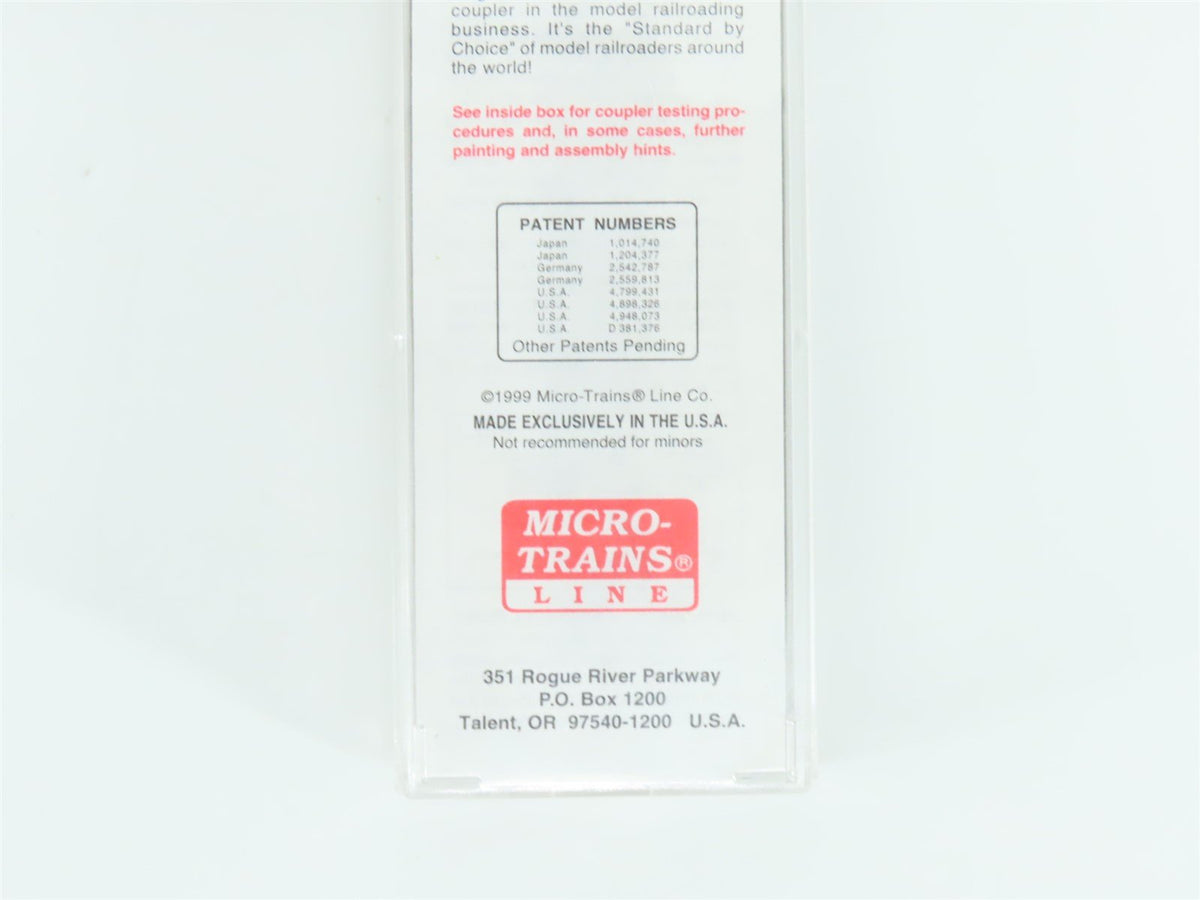 coupler in the model railroading
business. It's the "Standard by
Choice" of model railroaders around
the world!
See inside box for coupler testing pro-
cedures and, in some cases, further
painting and assembly hints.
PATENT NUMBERS
Japan 1,014,740
Japan 1,204,377
Germany 2,542,787
Germany 2,559,813
U.S.A. 4,799,431
U.S.A. 4,898,326
U.S.A. 4,948,073
U.S.A. D 381,376
Other Patents Pending
©1999 Micro-Trains® Line Co.
MADE EXCLUSIVELY IN THE U.S.A.
Not recommended for minors
MICRO-
TRAINS®
LINE
351 Rogue River Parkway
P.O. Box 1200
Talent, OR 97540-1200 U.S.A.